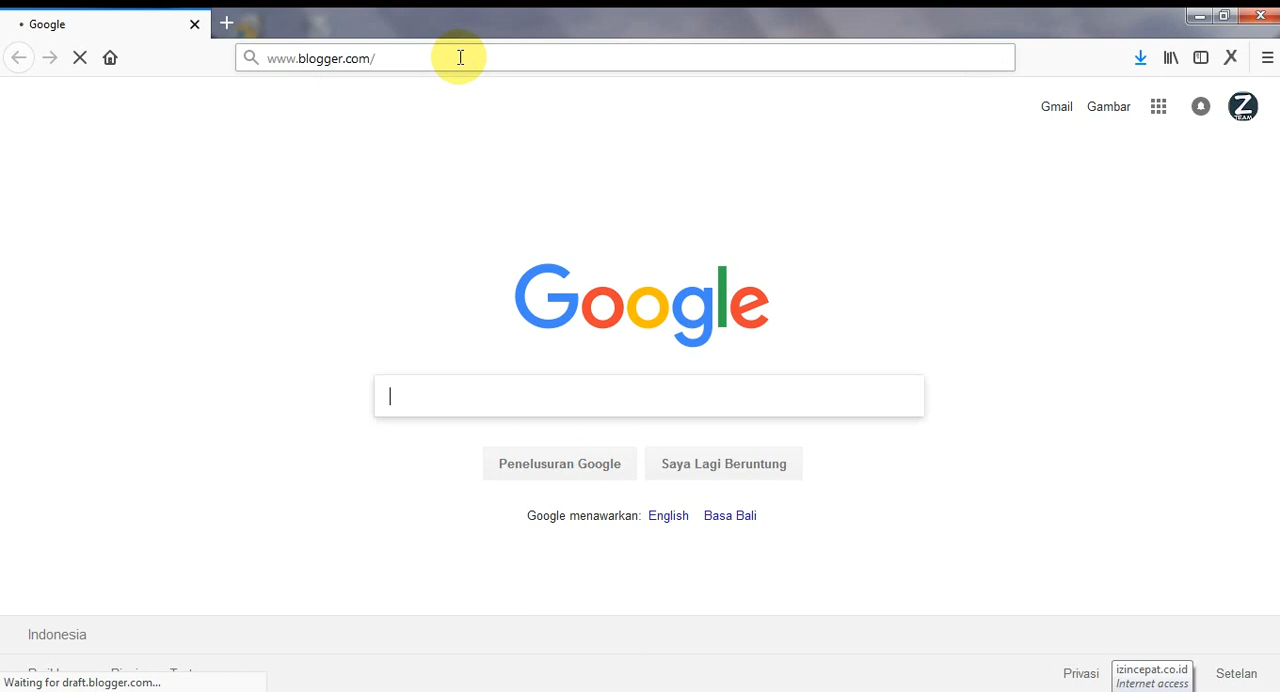 Google
www.blogger.com/
Gmail Gambar
Z
TEAM
Google
Penelusuran Google Saya Lagi Beruntung
Google menawarkan: English Basa Bali
Indonesia
Privasi Setelan
izincepat.co.id
Internet access
Waiting for draft.blogger.com...